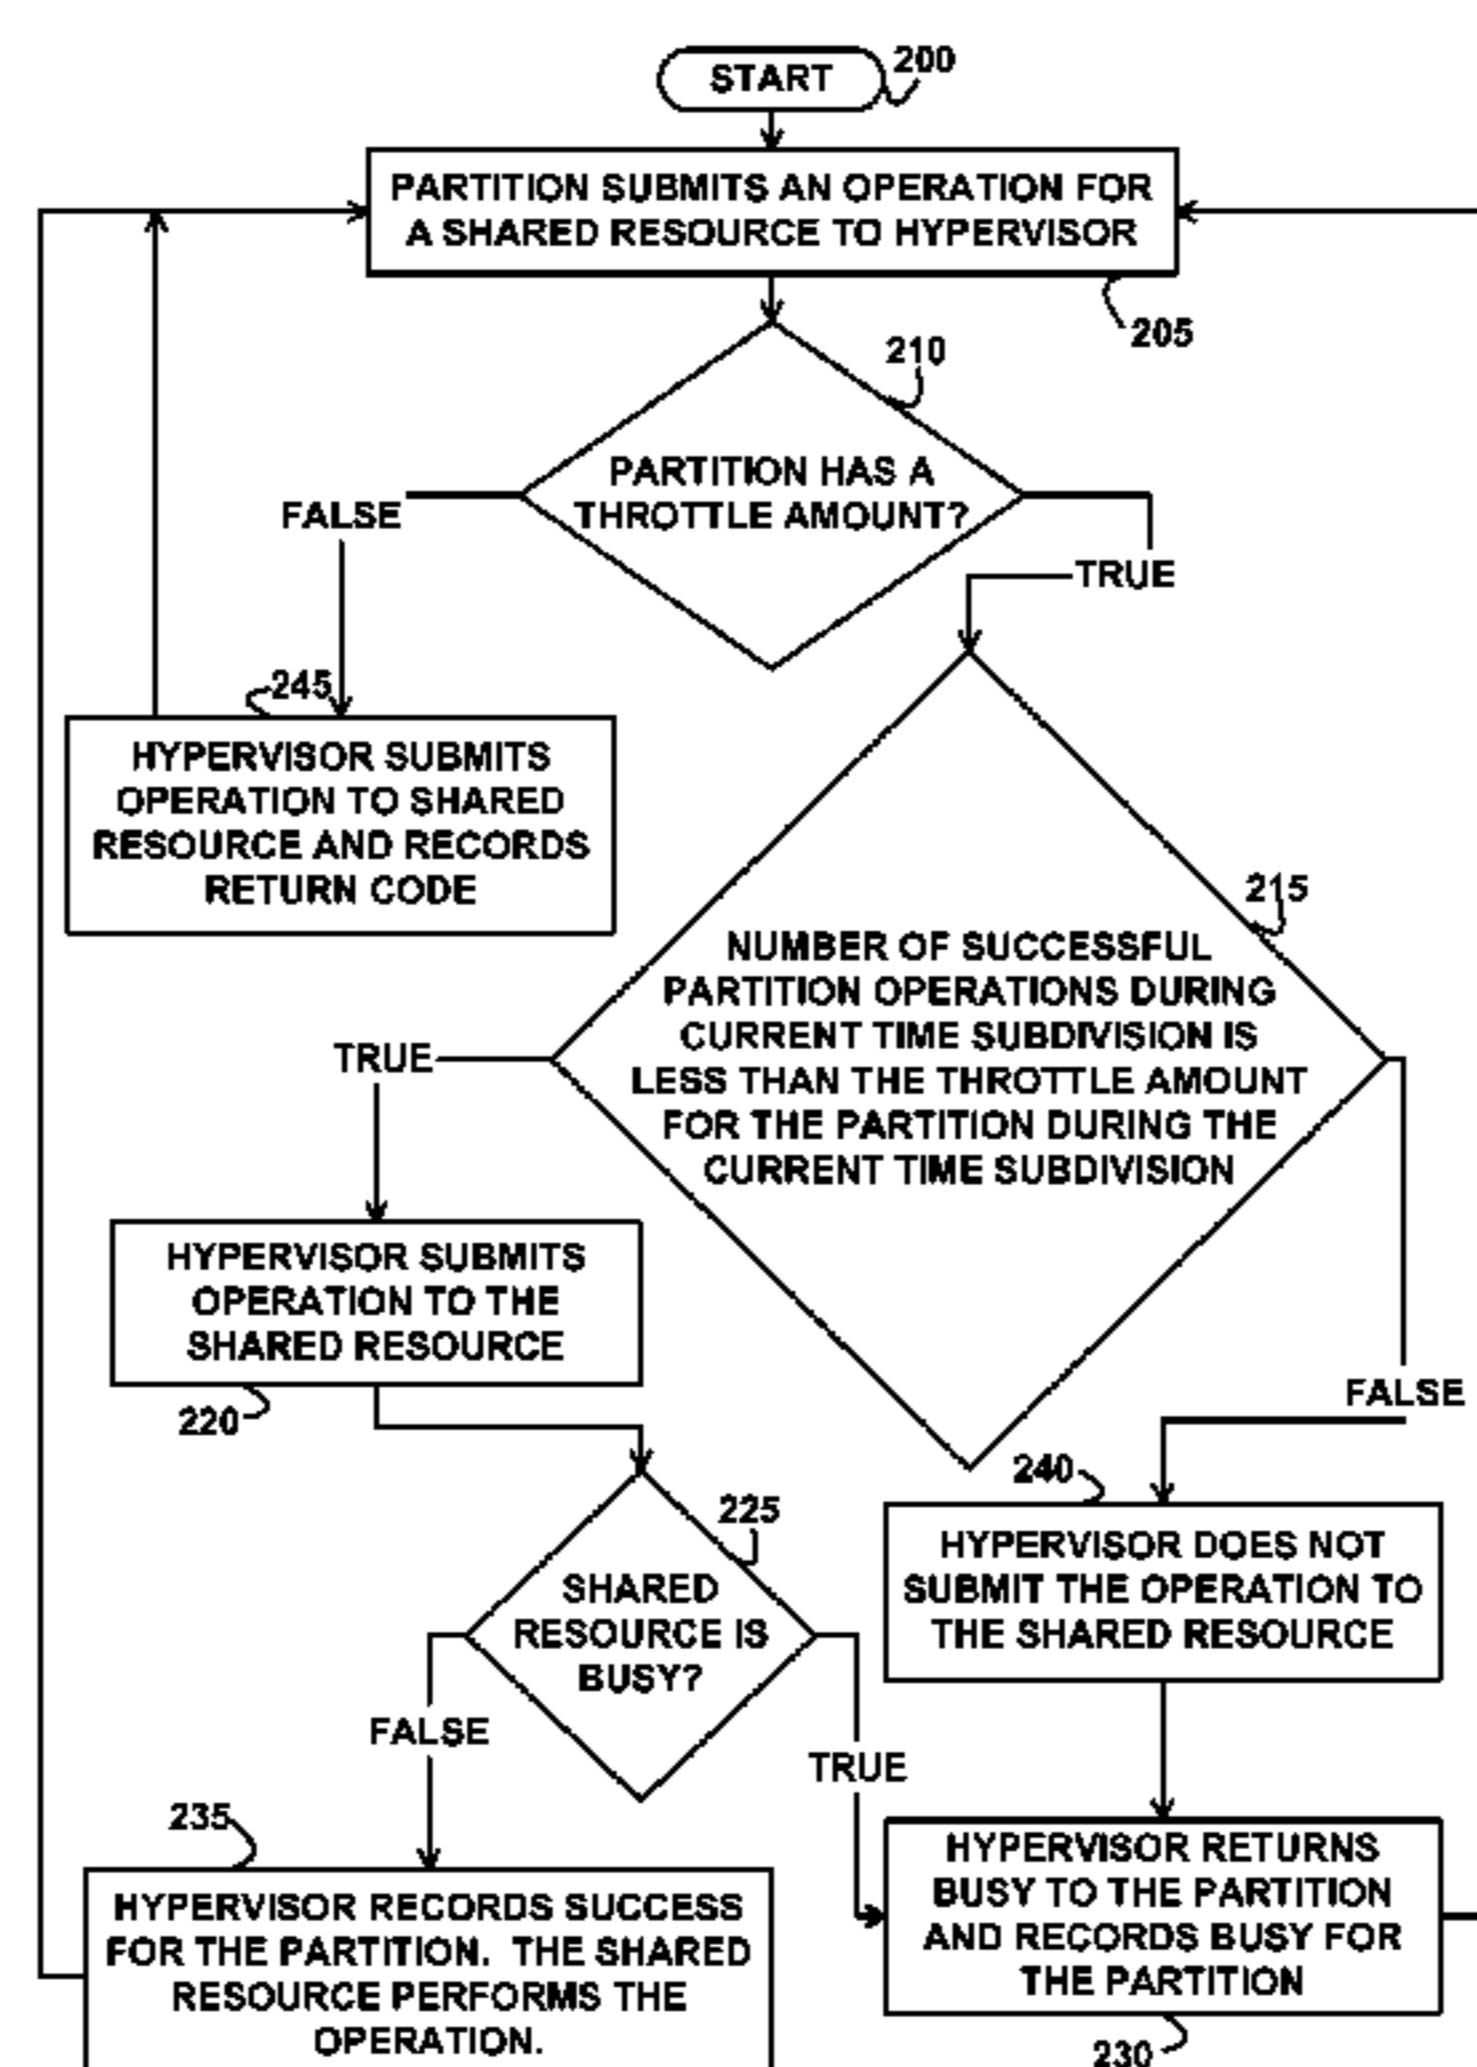 START
200
PARTITION SUBMITS AN OPERATION FOR
A SHARED RESOURCE TO HYPERVISOR
205
210
PARTITION HAS A
THROTTLE AMOUNT?
FALSE
TRUE
245
HYPERVISOR SUBMITS
OPERATION TO SHARED
RESOURCE AND RECORDS
RETURN CODE
215
NUMBER OF SUCCESSFUL
PARTITION OPERATIONS DURING
CURRENT TIME SUBDIVISION IS
LESS THAN THE THROTTLE AMOUNT
FOR THE PARTITION DURING THE
CURRENT TIME SUBDIVISION
TRUE
FALSE
HYPERVISOR SUBMITS
OPERATION TO THE
SHARED RESOURCE
220
225
SHARED
RESOURCE IS
BUSY?
FALSE
TRUE
240
HYPERVISOR DOES NOT
SUBMIT THE OPERATION TO
THE SHARED RESOURCE
235
HYPERVISOR RECORDS SUCCESS
FOR THE PARTITION. THE SHARED
RESOURCE PERFORMS THE
OPERATION.
HYPERVISOR RETURNS
BUSY TO THE PARTITION
AND RECORDS BUSY FOR
THE PARTITION
230